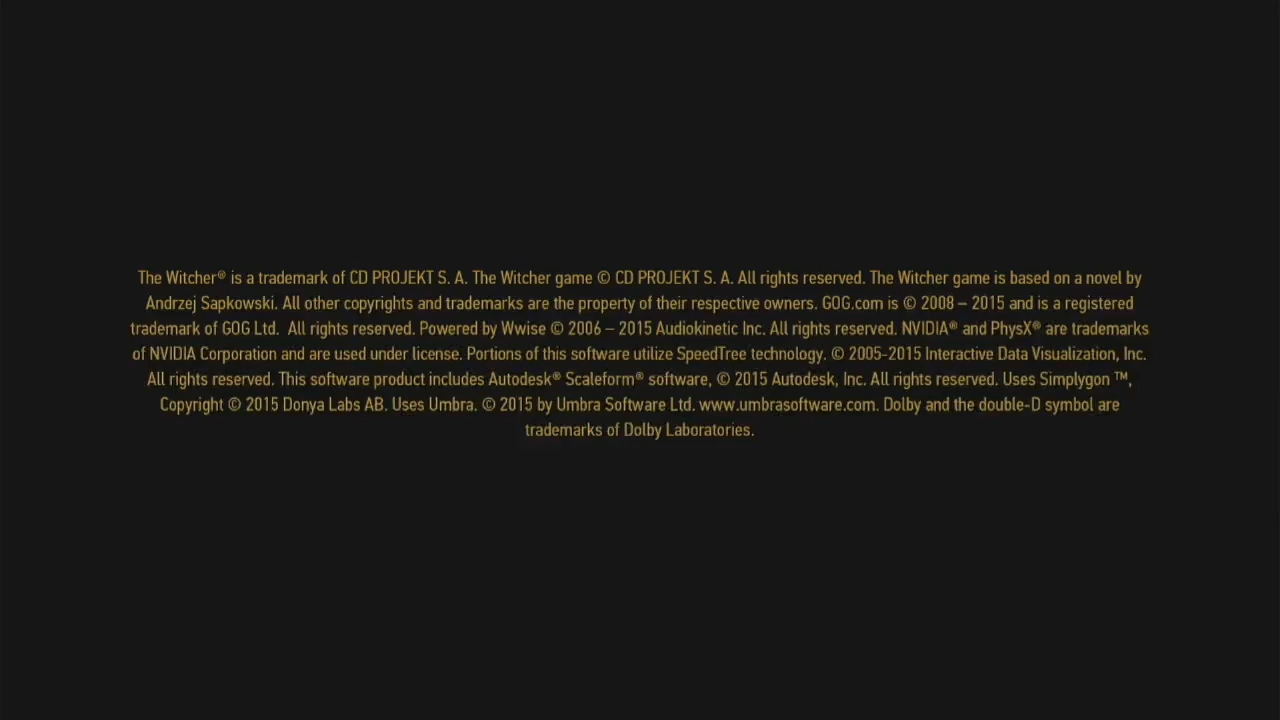 The Witcher® is a trademark of CD PROJEKT S. A. The Witcher game © CD PROJEKT S. A. All rights reserved. The Witcher game is based on a novel by
Andrzej Sapkowski. All other copyrights and trademarks are the property of their respective owners. GOG.com is © 2008 – 2015 and is a registered
trademark of GOG Ltd.  All rights reserved. Powered by Wwise © 2006 – 2015 Audiokinetic Inc. All rights reserved. NVIDIA® and PhysX® are trademarks
of NVIDIA Corporation and are used under license. Portions of this software utilize SpeedTree technology. © 2005-2015 Interactive Data Visualization, Inc.
All rights reserved. This software product includes Autodesk® Scaleform® software, © 2015 Autodesk, Inc. All rights reserved. Uses Simplygon ™,
Copyright © 2015 Donya Labs AB. Uses Umbra. © 2015 by Umbra Software Ltd. www.umbrasoftware.com. Dolby and the double-D symbol are
trademarks of Dolby Laboratories.